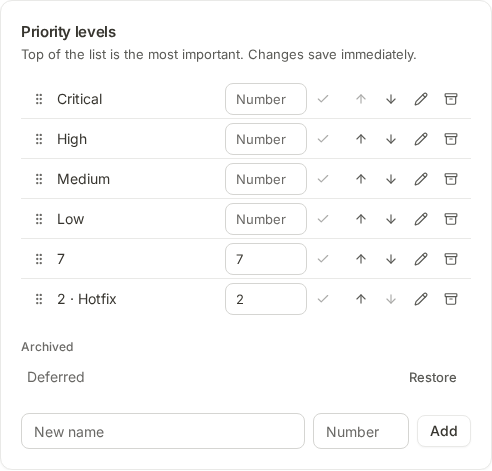 Priority levels
Top of the list is the most important. Changes save immediately.
Critical Number
High Number
Medium Number
Low Number
7 7
2 · Hotfix 2
Archived
Deferred Restore
New name Number Add